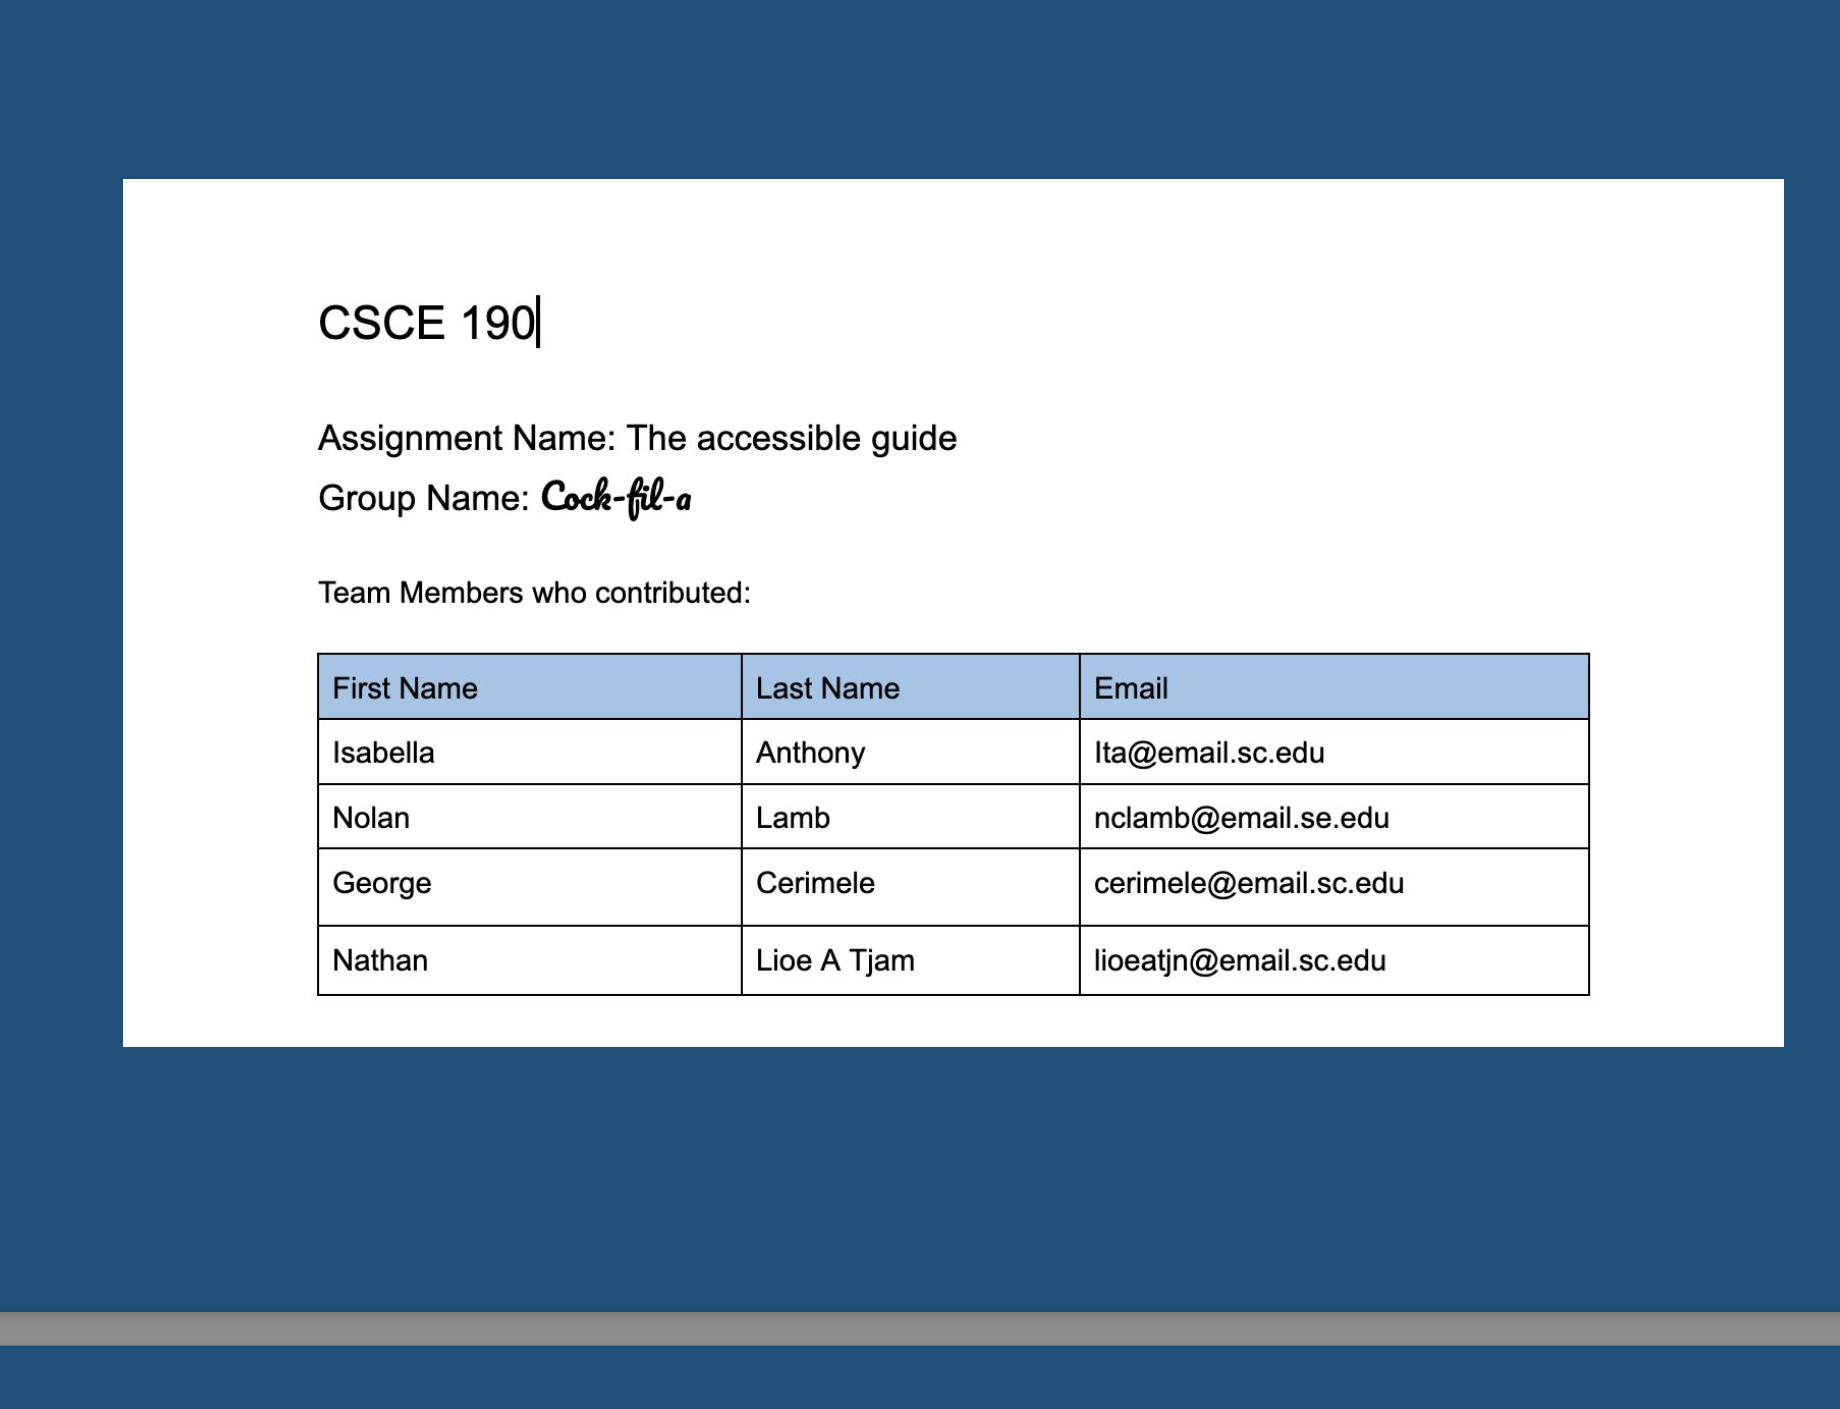 CSCE 190
Assignment Name: The accessible guide
Group Name: Cock-fil-a
Team Members who contributed:
First Name Last Name Email
Isabella Anthony Ita@email.sc.edu
Nolan Lamb nclamb@email.se.edu
George Cerimele cerimele@email.sc.edu
Nathan Lioe A Tjam lioeatjn@email.sc.edu